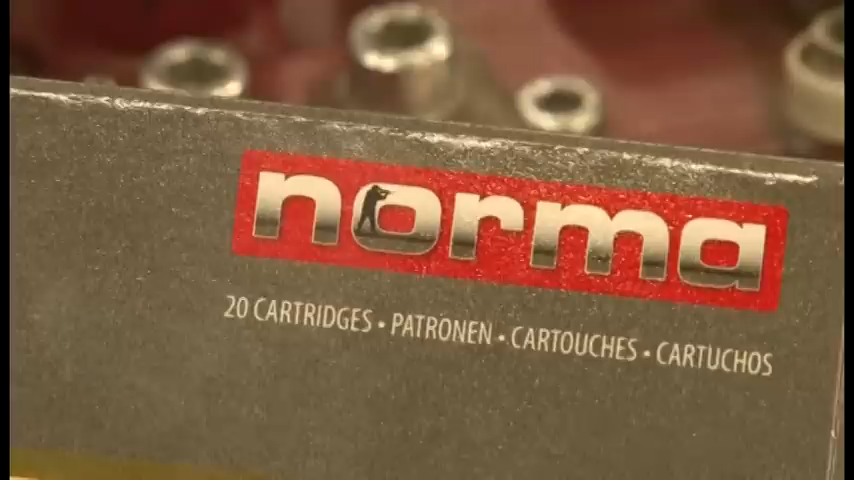 norma
20 CARTRIDGES • PATRONEN • CARTOUCHES • CARTUCHOS